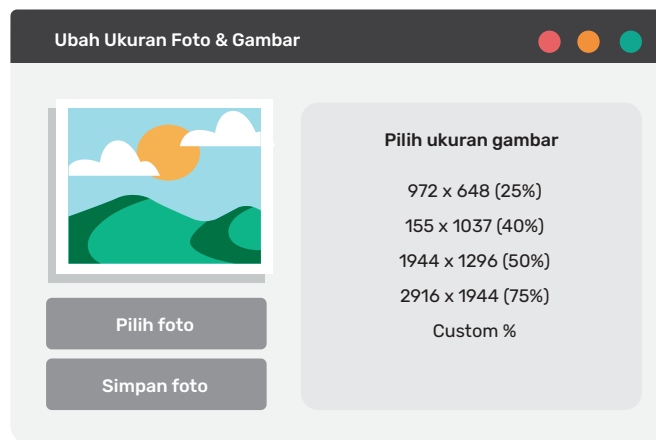 Ubah Ukuran Foto & Gambar
Pilih ukuran gambar
972 x 648 (25%)
155 x 1037 (40%)
1944 x 1296 (50%)
2916 x 1944 (75%)
Custom %
Pilih foto
Simpan foto